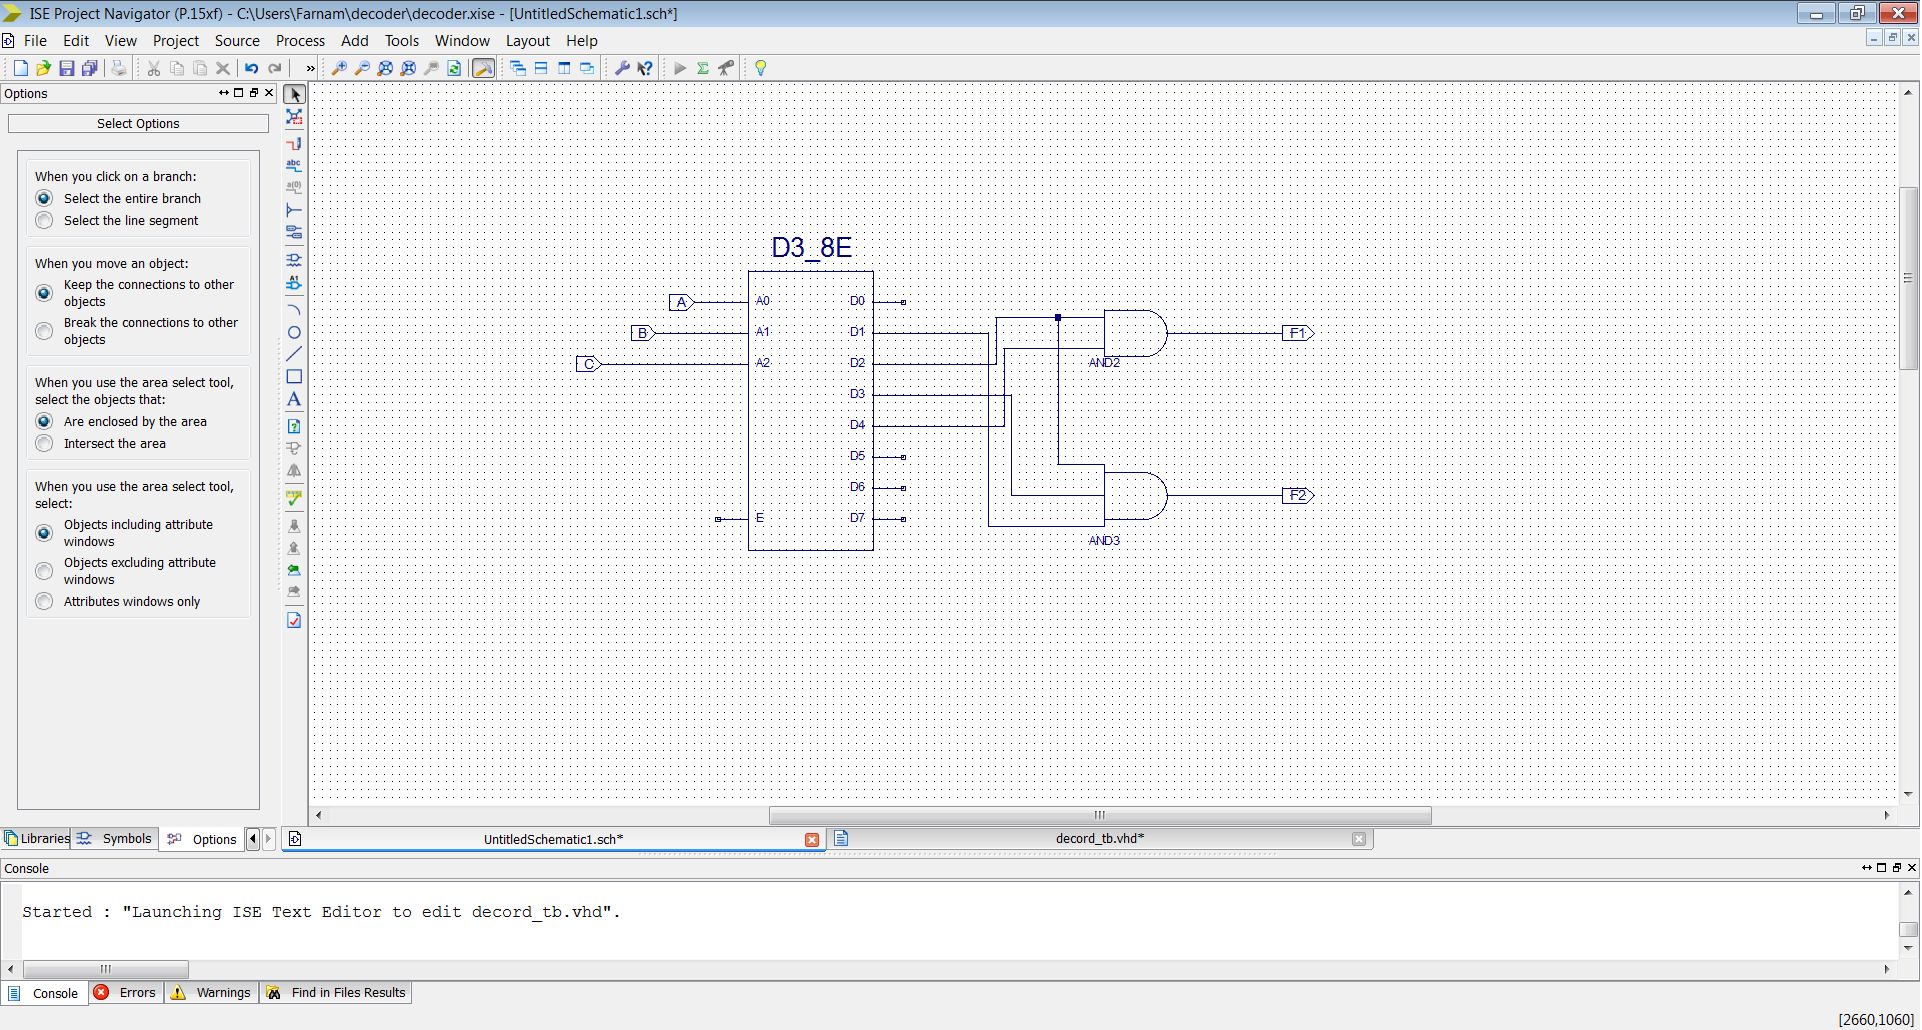 ISE Project Navigator (P.15xf) - C:\Users\Farnam\decoder\decoder.xise - [UntitledSchematic1.sch*]
File Edit View Project Source Process Add Tools Window Layout Help
Options
Select Options
When you click on a branch:
Select the entire branch
Select the line segment
When you move an object:
Keep the connections to other
objects
Break the connections to other
objects
When you use the area select tool,
select the objects that:
Are enclosed by the area
Intersect the area
When you use the area select tool,
select:
Objects including attribute
windows
Objects excluding attribute
windows
Attributes windows only
abc
a(0)
A1
A
D3_8E
A A0 D0
B A1 D1 F1
C A2 D2 AND2
D3
D4
D5
D6 F2
E D7
AND3
Libraries Symbols Options UntitledSchematic1.sch* decord_tb.vhd*
Console
Started : "Launching ISE Text Editor to edit decord_tb.vhd".
Console Errors Warnings Find in Files Results
[2660,1060]